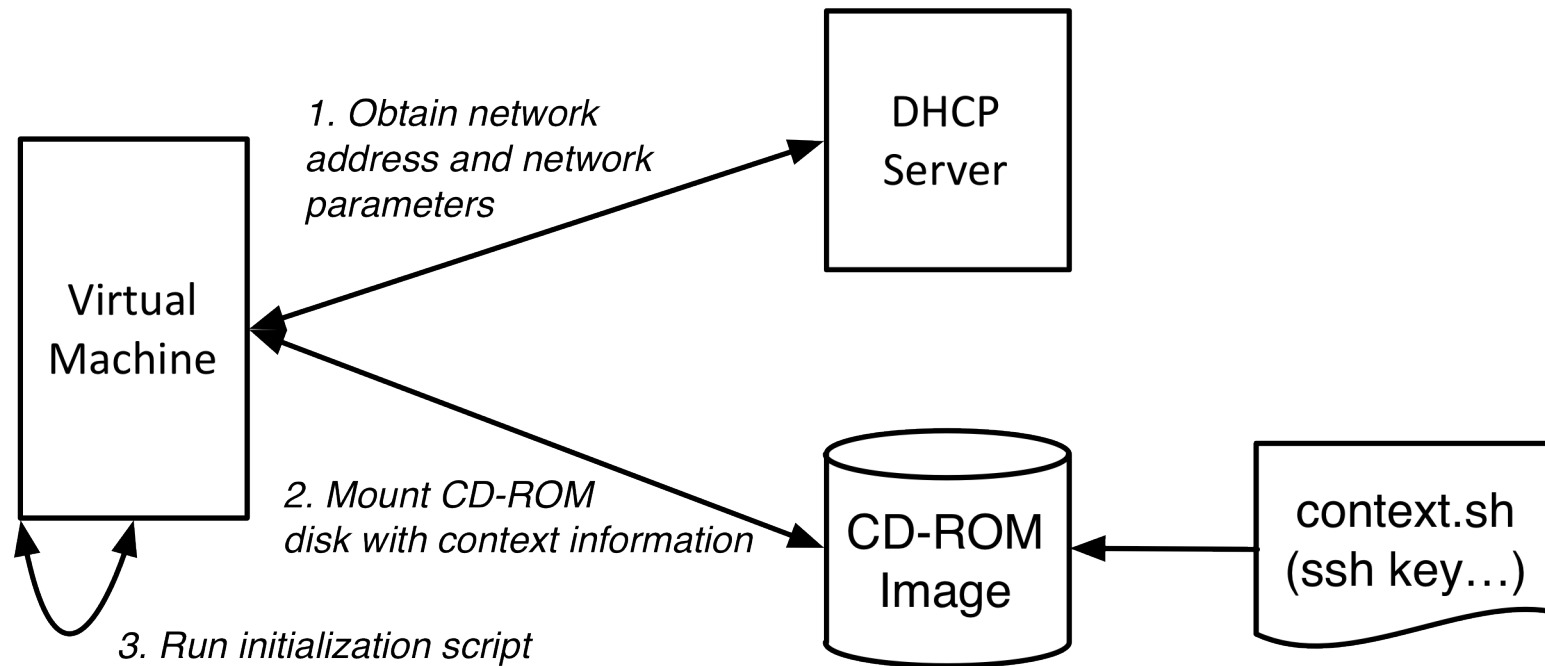 1. Obtain network
address and network
parameters
DHCP
Server
Virtual
Machine
2. Mount CD-ROM
disk with context information
CD-ROM
Image
context.sh
(ssh key…)
3. Run initialization script